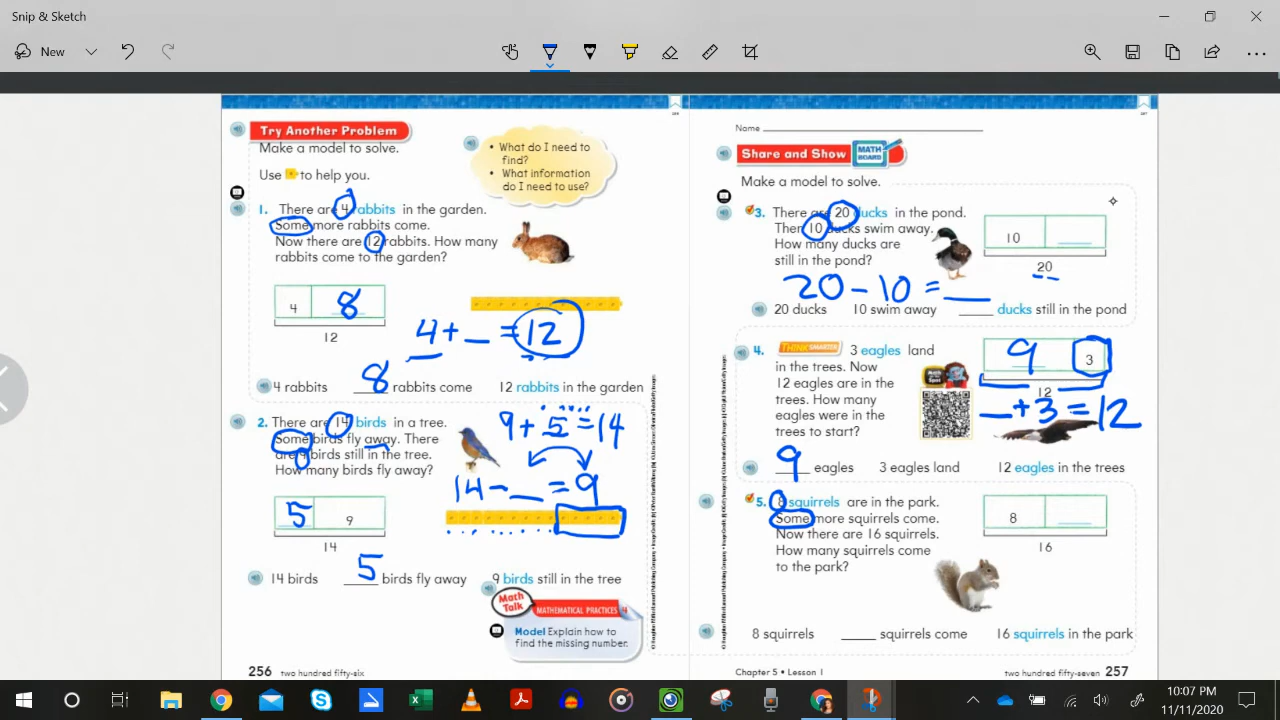 Snip & Sketch
New
Try Another Problem
Make a model to solve.
Use to help you.
• What do I need to
find?
• What information
do I need to use?
1. There are 4 rabbits in the garden.
Some more rabbits come.
Now there are 12 rabbits. How many
rabbits come to the garden?
4 8
12
4 + _ = 12
4 rabbits 8 rabbits come 12 rabbits in the garden
2. There are 14 birds in a tree.
Some birds fly away. There
are 9 birds still in the tree.
How many birds fly away?
9 + 5 = 14
14 - __ = 9
5 9
14
14 birds 5 birds fly away 9 birds still in the tree
Math
Talk
MATHEMATICAL PRACTICES 4
Model Explain how to
find the missing number.
256 two hundred fifty-six
Name
Share and Show MATH
BOARD
Make a model to solve.
3. There are 20 ducks in the pond.
Then 10 ducks swim away.
How many ducks are
still in the pond?
10 ____
20
20 - 10 = __
20 ducks 10 swim away ____ ducks still in the pond
4. THINK SMARTER 3 eagles land
in the trees. Now
12 eagles are in the
trees. How many
eagles were in the
trees to start?
Math
on the
Spot
9 3
12
_ + 3 = 12
9 eagles 3 eagles land 12 eagles in the trees
5. 8 squirrels are in the park.
Some more squirrels come.
Now there are 16 squirrels.
How many squirrels come
to the park?
8 ____
16
8 squirrels ____ squirrels come 16 squirrels in the park
Chapter 5 • Lesson 1 two hundred fifty-seven 257
10:07 PM
11/11/2020